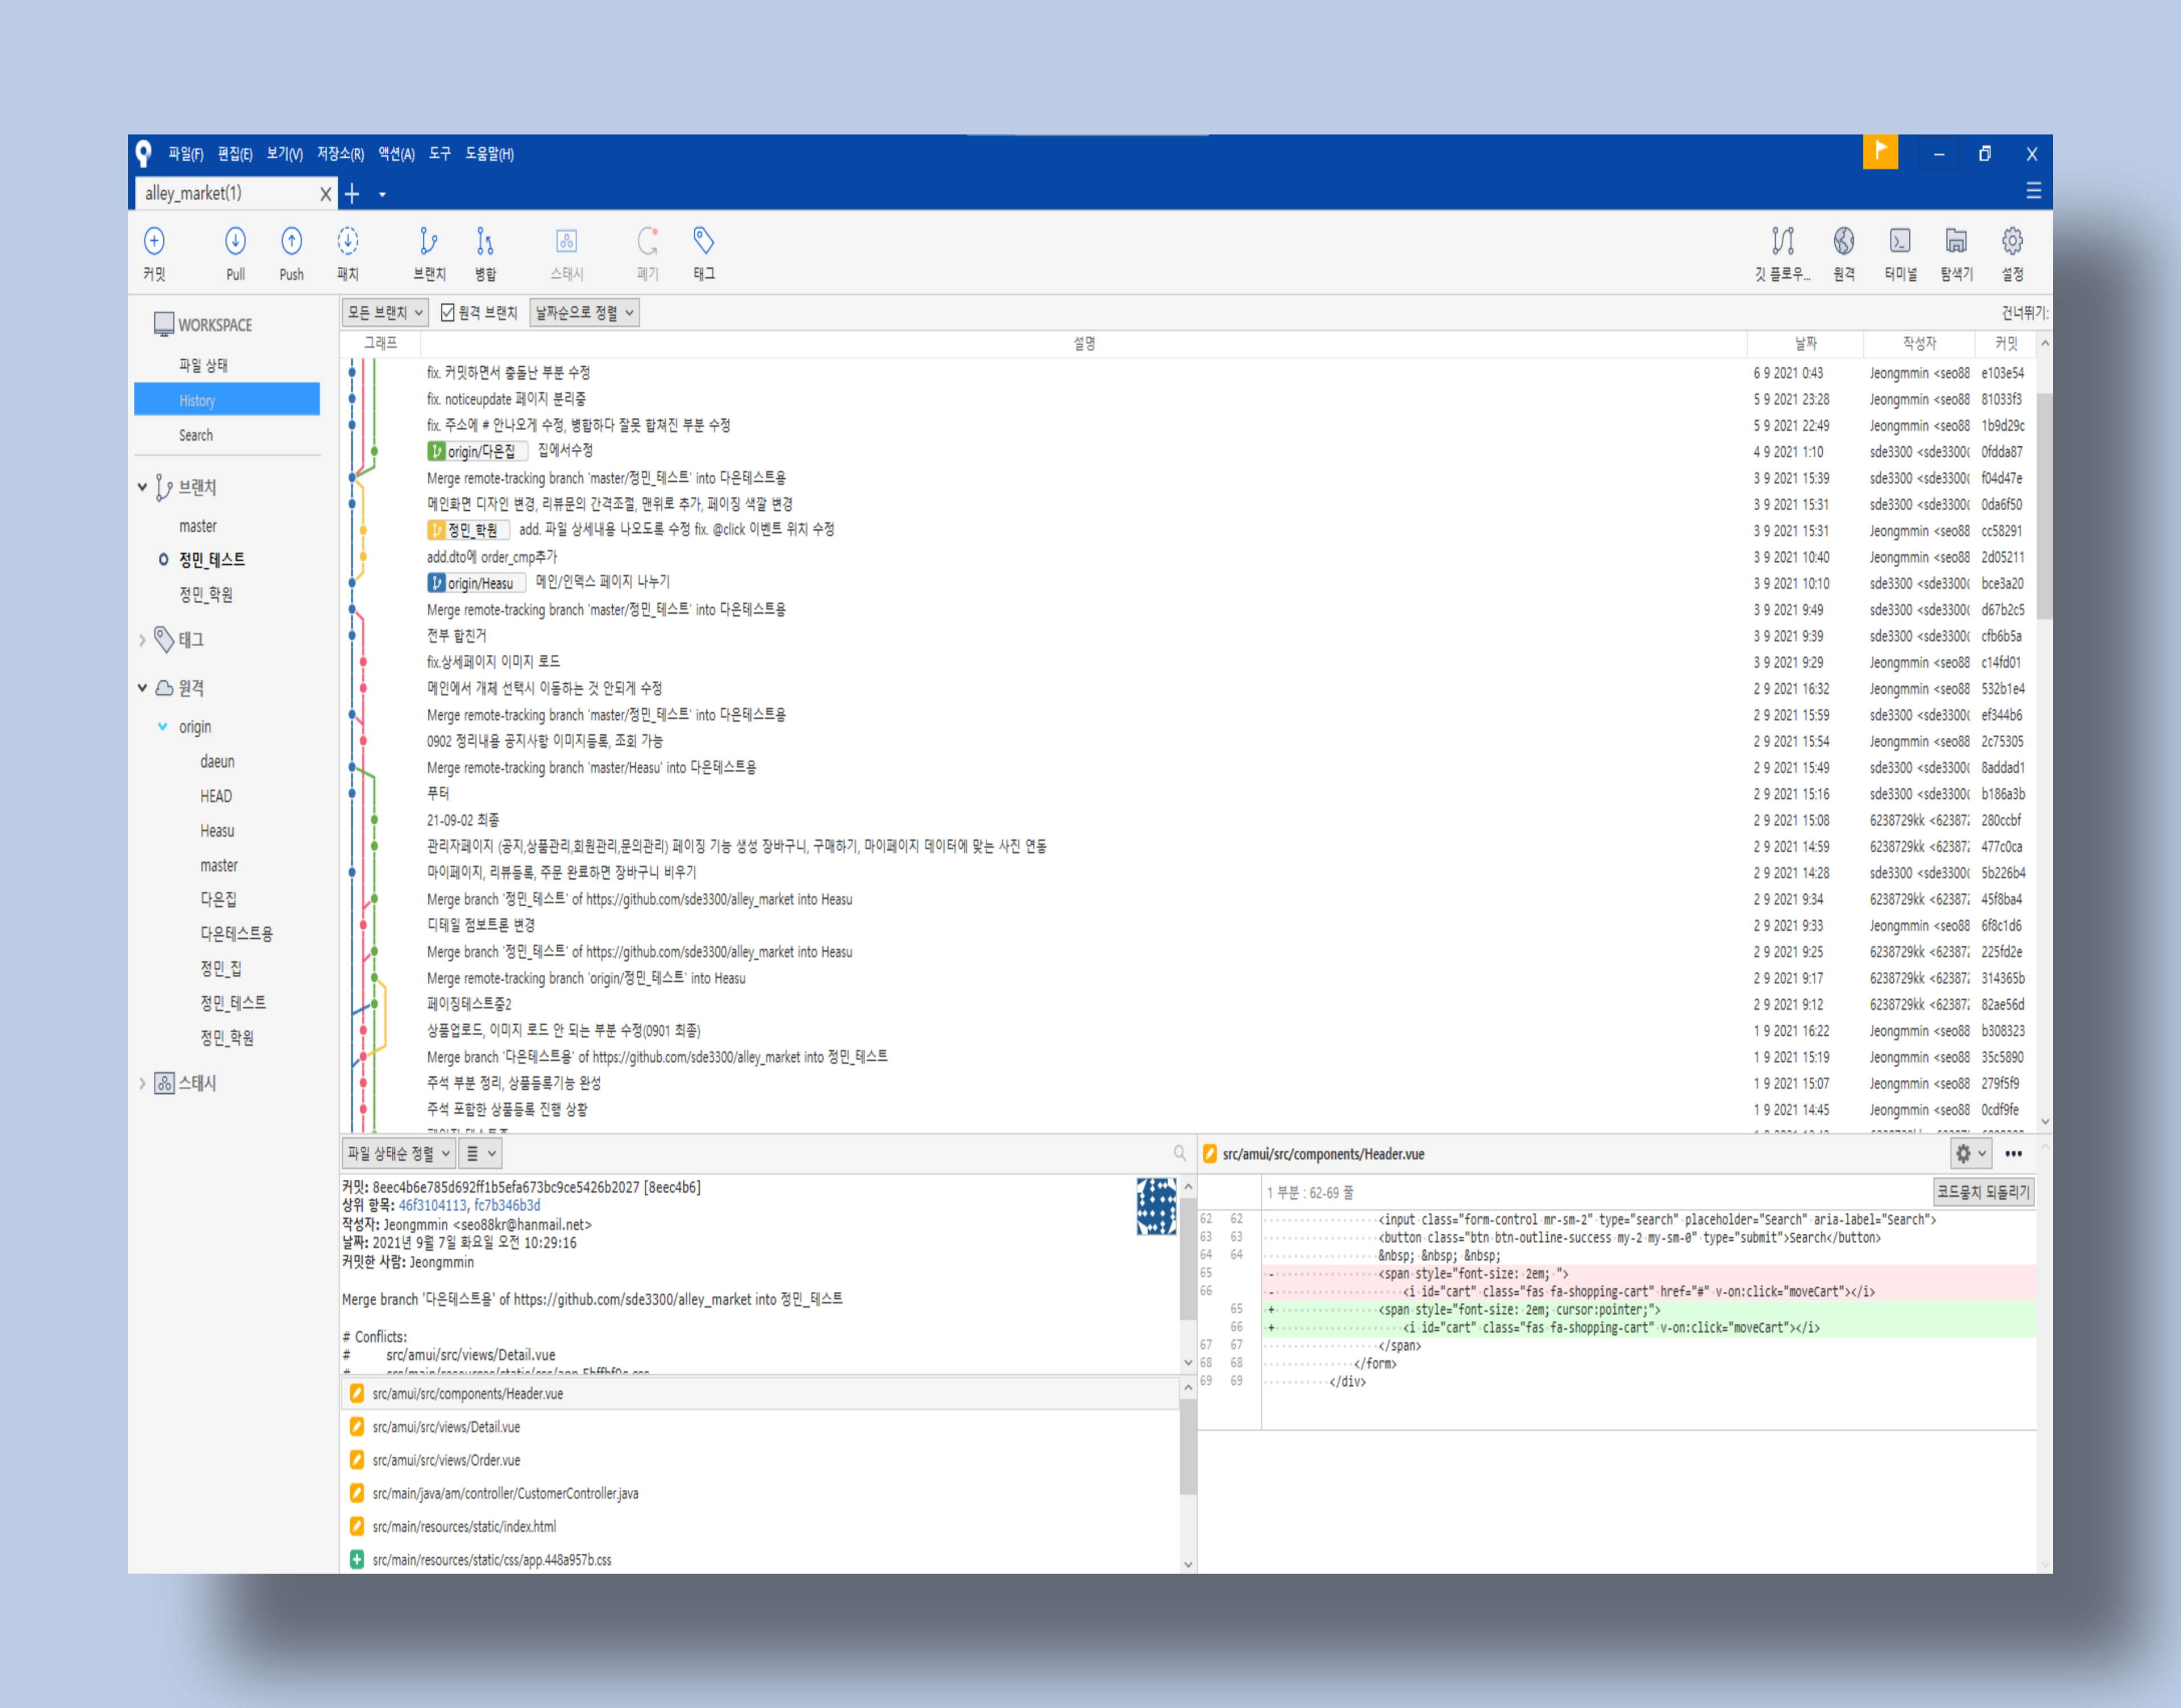 파일(F) 편집(E) 보기(V) 저장소(R) 액션(A) 도구 도움말(H)
alley_market(1)
커밋 Pull Push 패치 브랜치 병합 스태시 폐기 태그 깃 플로우... 원격 터미널 탐색기 설정
WORKSPACE
파일 상태
History
Search
브랜치
master
정민_테스트
정민_학원
태그
원격
origin
daeun
HEAD
Heasu
master
다은집
다은테스트용
정민_집
정민_테스트
정민_학원
스태시
모든 브랜치 원격 브랜치 날짜순으로 정렬 건너뛰기:
그래프 설명 날짜 작성자 커밋
fix. 커밋하면서 충돌난 부분 수정 6 9 2021 0:43 Jeongmmin <seo88 e103e54
fix. noticeupdate 페이지 분리중 5 9 2021 23:28 Jeongmmin <seo88 81033f3
fix. 주소에 # 안나오게 수정, 병합하다 잘못 합쳐진 부분 수정 5 9 2021 22:49 Jeongmmin <seo88 1b9d29c
origin/다은집 집에서수정 4 9 2021 1:10 sde3300 <sde3300( 0fdda87
Merge remote-tracking branch 'master/정민_테스트' into 다은테스트용 3 9 2021 15:39 sde3300 <sde3300( f04d47e
메인화면 디자인 변경, 리뷰문의 간격조절, 맨위로 추가, 페이징 색깔 변경 3 9 2021 15:31 sde3300 <sde3300( 0da6f50
정민_학원 add. 파일 상세내용 나오도록 수정 fix. @click 이벤트 위치 수정 3 9 2021 15:31 Jeongmmin <seo88 cc58291
add.dto에 order_cmp추가 3 9 2021 10:40 Jeongmmin <seo88 2d05211
origin/Heasu 메인/인덱스 페이지 나누기 3 9 2021 10:10 sde3300 <sde3300( bce3a20
Merge remote-tracking branch 'master/정민_테스트' into 다은테스트용 3 9 2021 9:49 sde3300 <sde3300( d67b2c5
전부 합친거 3 9 2021 9:39 sde3300 <sde3300( cfb6b5a
fix.상세페이지 이미지 로드 3 9 2021 9:29 Jeongmmin <seo88 c14fd01
메인에서 개체 선택시 이동하는 것 안되게 수정 2 9 2021 16:32 Jeongmmin <seo88 532b1e4
Merge remote-tracking branch 'master/정민_테스트' into 다은테스트용 2 9 2021 15:59 sde3300 <sde3300( ef344b6
0902 정리내용 공지사항 이미지등록, 조회 가능 2 9 2021 15:54 Jeongmmin <seo88 2c75305
Merge remote-tracking branch 'master/Heasu' into 다은테스트용 2 9 2021 15:49 sde3300 <sde3300( 8addad1
푸터 2 9 2021 15:16 sde3300 <sde3300( b186a3b
21-09-02 최종 2 9 2021 15:08 6238729kk <62387; 280ccbf
관리자페이지 (공지,상품관리,회원관리,문의관리) 페이징 기능 생성 장바구니, 구매하기, 마이페이지 데이터에 맞는 사진 연동 2 9 2021 14:59 6238729kk <62387; 477c0ca
마이페이지, 리뷰등록, 주문 완료하면 장바구니 비우기 2 9 2021 14:28 sde3300 <sde3300( 5b226b4
Merge branch '정민_테스트' of https://github.com/sde3300/alley_market into Heasu 2 9 2021 9:34 6238729kk <62387; 45f8ba4
디테일 점보트론 변경 2 9 2021 9:33 Jeongmmin <seo88 6f8c1d6
Merge branch '정민_테스트' of https://github.com/sde3300/alley_market into Heasu 2 9 2021 9:25 6238729kk <62387; 225fd2e
Merge remote-tracking branch 'origin/정민_테스트' into Heasu 2 9 2021 9:17 6238729kk <62387; 314365b
페이징테스트중2 2 9 2021 9:12 6238729kk <62387; 82ae56d
상품업로드, 이미지 로드 안 되는 부분 수정(0901 최종) 1 9 2021 16:22 Jeongmmin <seo88 b308323
Merge branch '다은테스트용' of https://github.com/sde3300/alley_market into 정민_테스트 1 9 2021 15:19 Jeongmmin <seo88 35c5890
주석 부분 정리, 상품등록기능 완성 1 9 2021 15:07 Jeongmmin <seo88 279f5f9
주석 포함한 상품등록 진행 상황 1 9 2021 14:45 Jeongmmin <seo88 0cdf9fe
파일 상태순 정렬
커밋: 8eec4b6e785d692ff1b5efa673bc9ce5426b2027 [8eec4b6]
상위 항목: 46f3104113, fc7b346b3d
작성자: Jeongmmin <seo88kr@hanmail.net>
날짜: 2021년 9월 7일 화요일 오전 10:29:16
커밋한 사람: Jeongmmin
Merge branch '다은테스트용' of https://github.com/sde3300/alley_market into 정민_테스트
# Conflicts:
# src/amui/src/views/Detail.vue
# src/main/resources/static/css/app.5bffbf9e.css
src/amui/src/components/Header.vue
src/amui/src/views/Detail.vue
src/amui/src/views/Order.vue
src/main/java/am/controller/CustomerController.java
src/main/resources/static/index.html
src/main/resources/static/css/app.448a957b.css
src/amui/src/components/Header.vue
1 부분 : 62-69 줄 코드뭉치 되돌리기
62 62 <input class="form-control mr-sm-2" type="search" placeholder="Search" aria-label="Search">
63 63 <button class="btn btn-outline-success my-2 my-sm-0" type="submit">Search</button>
64 64 &nbsp; &nbsp; &nbsp;
65 - <span style="font-size: 2em; ">
66 - <i id="cart" class="fas fa-shopping-cart" href="#" v-on:click="moveCart"></i>
65 + <span style="font-size: 2em; cursor:pointer;">
66 + <i id="cart" class="fas fa-shopping-cart" v-on:click="moveCart"></i>
67 67 </span>
68 68 </form>
69 69 </div>